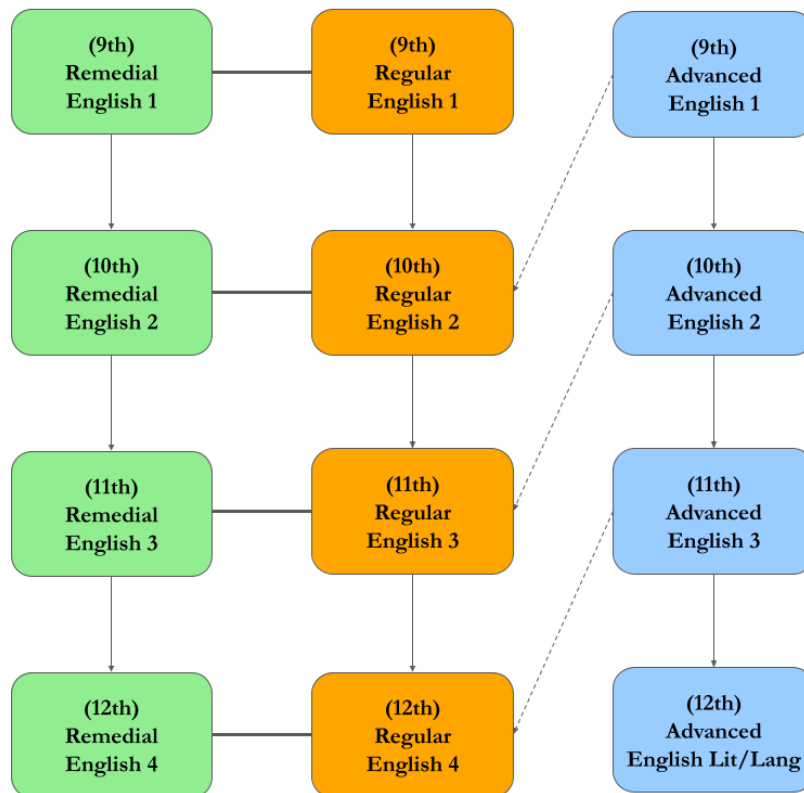 (9th)
Remedial
English 1
(9th)
Regular
English 1
(9th)
Advanced
English 1
(10th)
Remedial
English 2
(10th)
Regular
English 2
(10th)
Advanced
English 2
(11th)
Remedial
English 3
(11th)
Regular
English 3
(11th)
Advanced
English 3
(12th)
Remedial
English 4
(12th)
Regular
English 4
(12th)
Advanced
English Lit/Lang